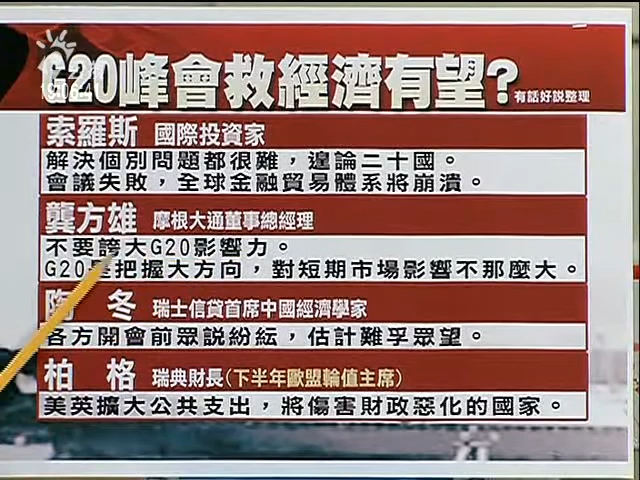 G20峰會救經濟有望?
有話好說整理
索羅斯 國際投資家
解決個別問題都很難，遑論二十國。
會議失敗，全球金融貿易體系將崩潰。
龔方雄 摩根大通董事總經理
不要誇大G20影響力。
G20是把握大方向，對短期市場影響不那麼大。
陶 冬 瑞士信貸首席中國經濟學家
各方開會前眾說紛紜，估計難孚眾望。
柏 格 瑞典財長(下半年歐盟輪值主席)
美英擴大公共支出，將傷害財政惡化的國家。